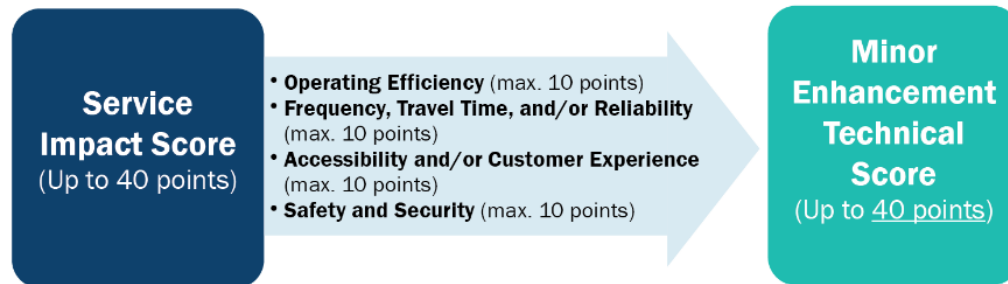 Service
Impact Score
(Up to 40 points)
• Operating Efficiency (max. 10 points)
• Frequency, Travel Time, and/or Reliability
(max. 10 points)
• Accessibility and/or Customer Experience
(max. 10 points)
• Safety and Security (max. 10 points)
Minor
Enhancement
Technical
Score
(Up to 40 points)